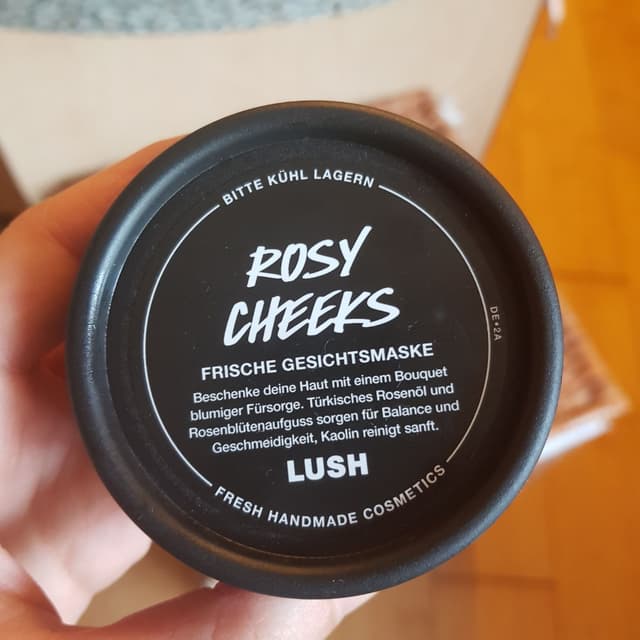 BITTE KÜHL LAGERN
ROSY
CHEEKS
FRISCHE GESICHTSMASKE
Beschenke deine Haut mit einem Bouquet
blumiger Fürsorge. Türkisches Rosenöl und
Rosenblütenaufguss sorgen für Balance und
Geschmeidigkeit, Kaolin reinigt sanft.
LUSH
FRESH HANDMADE COSMETICS
DE•2A